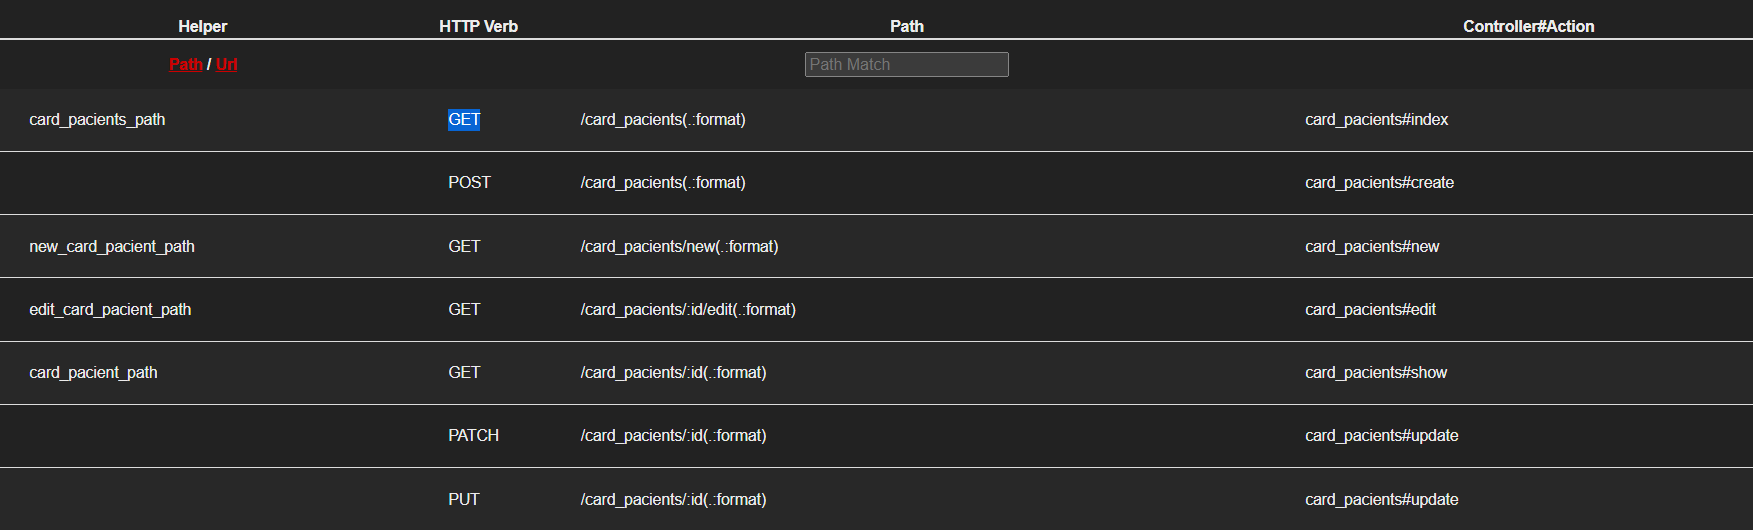 Helper HTTP Verb Path Controller#Action
Path / Url Path Match
card_pacients_path GET /card_pacients(.:format) card_pacients#index
POST /card_pacients(.:format) card_pacients#create
new_card_pacient_path GET /card_pacients/new(.:format) card_pacients#new
edit_card_pacient_path GET /card_pacients/:id/edit(.:format) card_pacients#edit
card_pacient_path GET /card_pacients/:id(.:format) card_pacients#show
PATCH /card_pacients/:id(.:format) card_pacients#update
PUT /card_pacients/:id(.:format) card_pacients#update